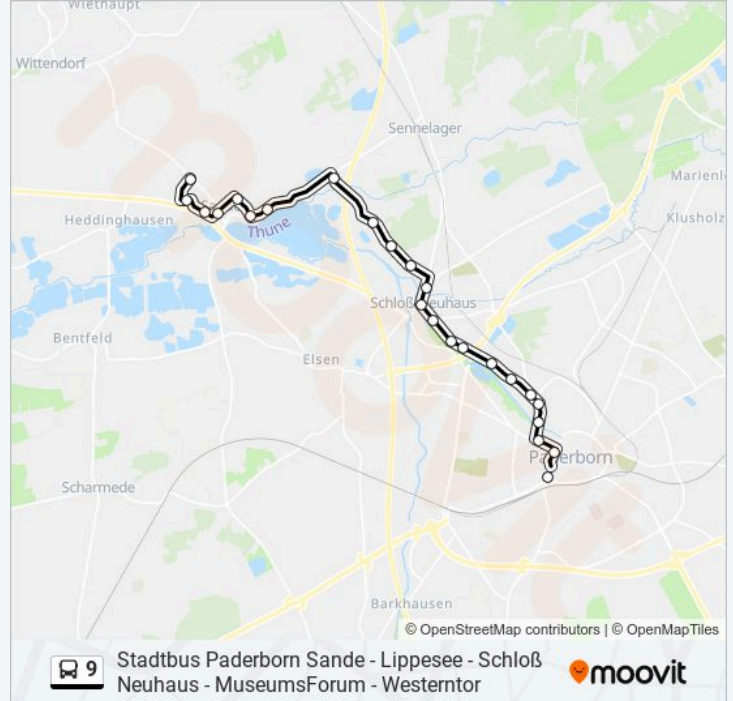 Wiethaupt
Wittendorf
Sennelager
Heddinghausen
Thune
Klusholz
Schloß Neuhaus
Bentfeld
Elsen
Paderborn
Scharmede
Barkhausen
© OpenStreetMap contributors | © OpenMapTiles
9
Stadtbus Paderborn Sande - Lippesee - Schloß
Neuhaus - MuseumsForum - Westerntor
moovit